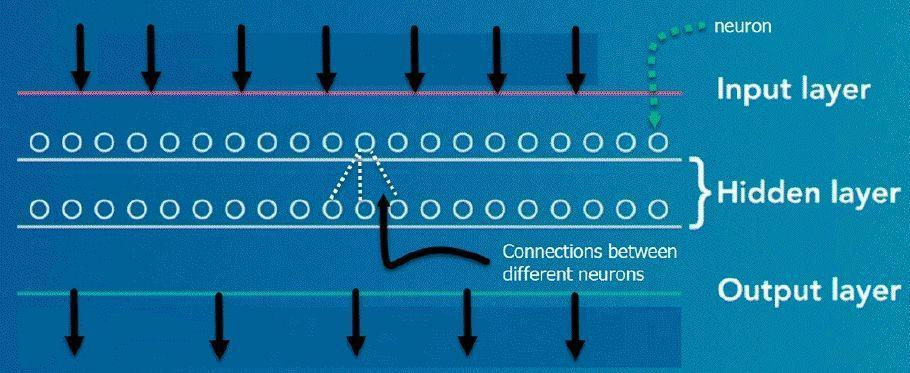 neuron
Input layer
Hidden layer
Connections between
different neurons
Output layer